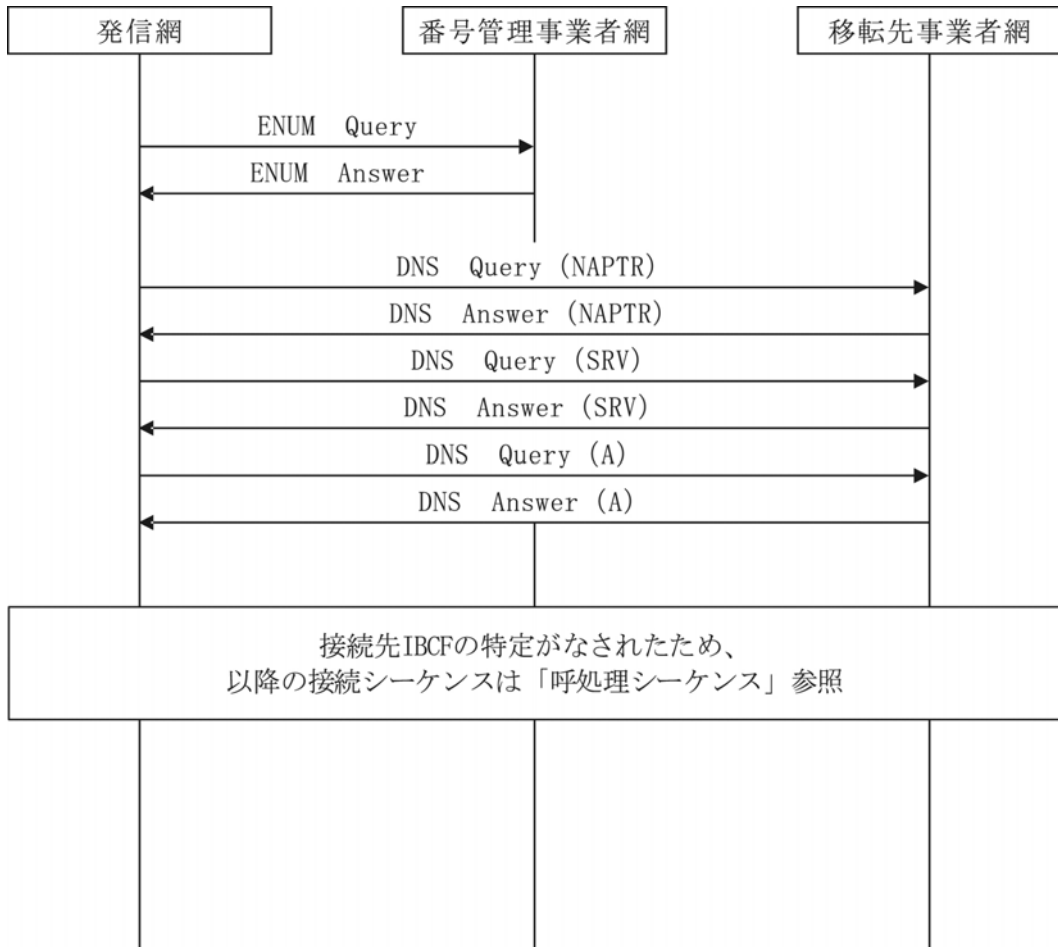 発信網
番号管理事業者網
移転先事業者網
ENUM Query
ENUM Answer
DNS Query (NAPTR)
DNS Answer (NAPTR)
DNS Query (SRV)
DNS Answer (SRV)
DNS Query (A)
DNS Answer (A)
接続先IBCFの特定がなされたため、
以降の接続シーケンスは「呼処理シーケンス」参照